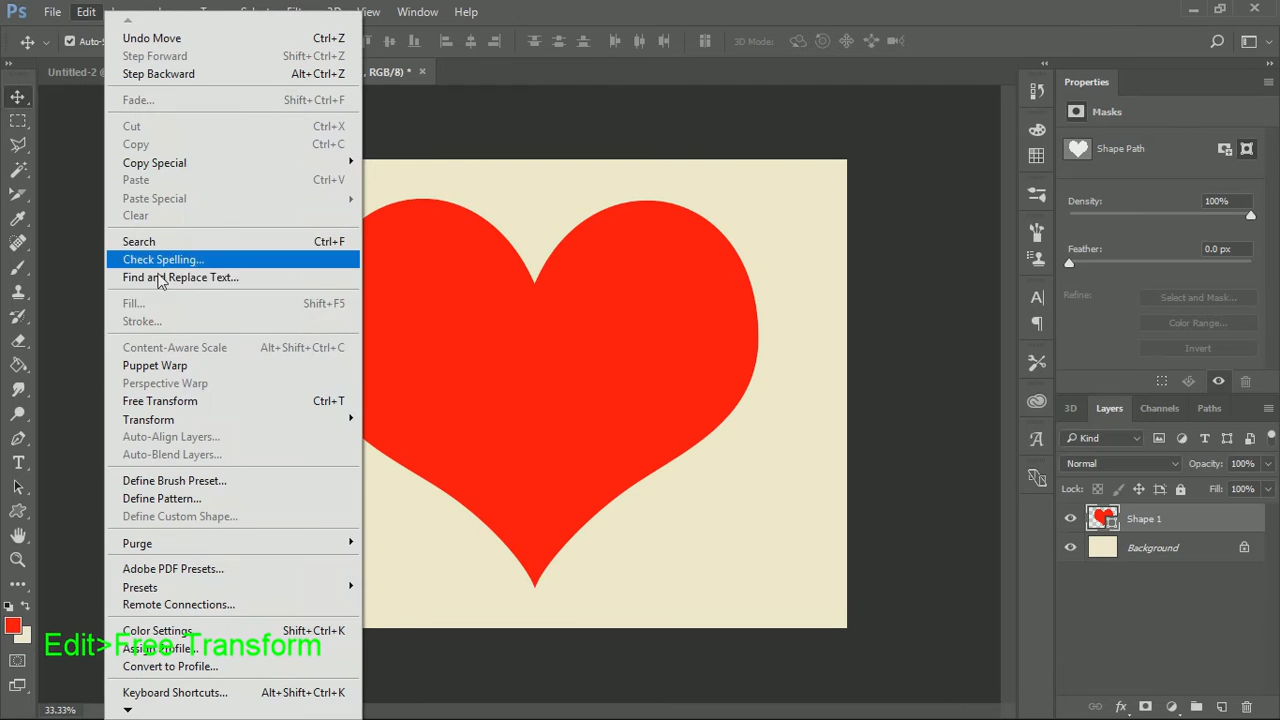 Ps File Edit View Window Help
3D Mode:
Untitled-2 @ , RGB/8) * ×
Undo Move Ctrl+Z
Step Forward Shift+Ctrl+Z
Step Backward Alt+Ctrl+Z
Fade... Shift+Ctrl+F
Cut Ctrl+X
Copy Ctrl+C
Copy Special
Paste Ctrl+V
Paste Special
Clear
Search Ctrl+F
Check Spelling...
Find and Replace Text...
Fill... Shift+F5
Stroke...
Content-Aware Scale Alt+Shift+Ctrl+C
Puppet Warp
Perspective Warp
Free Transform Ctrl+T
Transform
Auto-Align Layers...
Auto-Blend Layers...
Define Brush Preset...
Define Pattern...
Define Custom Shape...
Purge
Adobe PDF Presets...
Presets
Remote Connections...
Color Settings... Shift+Ctrl+K
Assign Profile...
Convert to Profile...
Keyboard Shortcuts... Alt+Shift+Ctrl+K
Edit>Free Transform
33.33%
Properties
Masks
Shape Path
Density: 100%
Feather: 0.0 px
Refine: Select and Mask...
Color Range...
Invert
3D Layers Channels Paths
Kind
Normal Opacity: 100%
Lock: Fill: 100%
Shape 1
Background